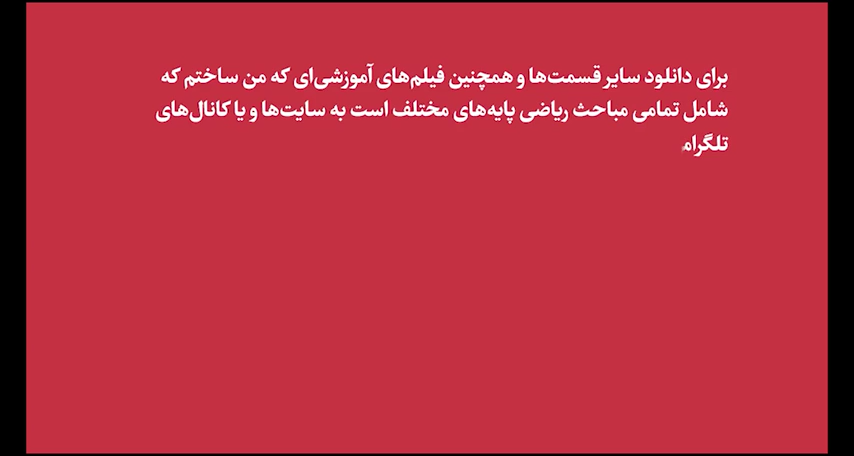 برای دانلود سایر قسمت‌ها و همچنین فیلم‌های آموزشی‌ای که من ساختم که
شامل تمامی مباحث ریاضی پایه‌های مختلف است به سایت‌ها و یا کانال‌های
تلگرام